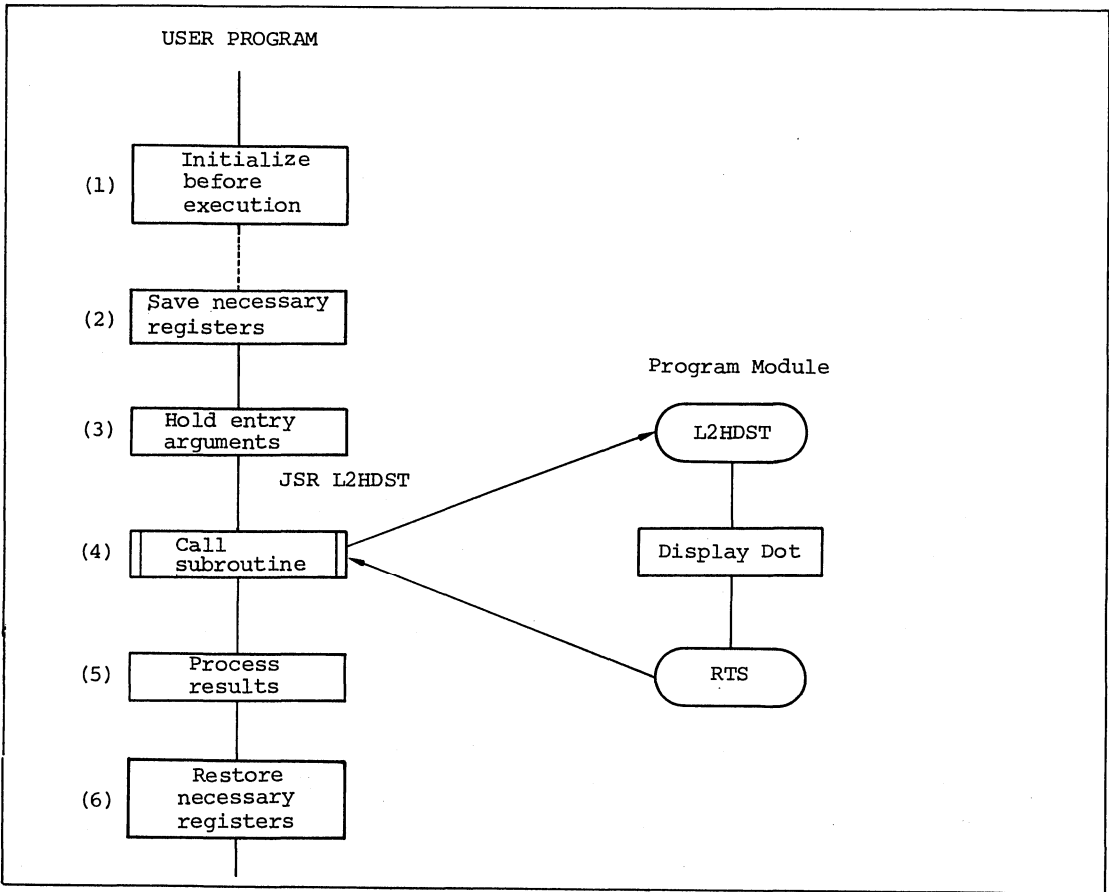 USER PROGRAM
(1)
Initialize
before
execution
(2)
Save necessary
registers
(3)
Hold entry
arguments
JSR L2HDST
(4)
Call
subroutine
(5)
Process
results
(6)
Restore
necessary
registers
Program Module
L2HDST
Display Dot
RTS